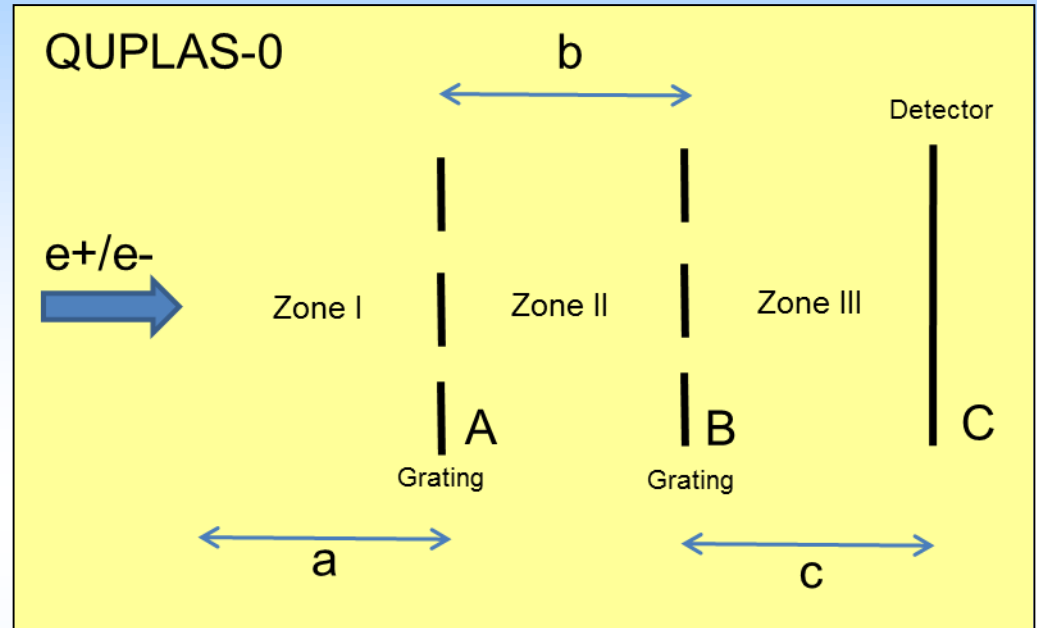 QUPLAS-0
b
Detector
e+/e-
Zone I
Zone II
Zone III
A
B
C
Grating
Grating
a
c